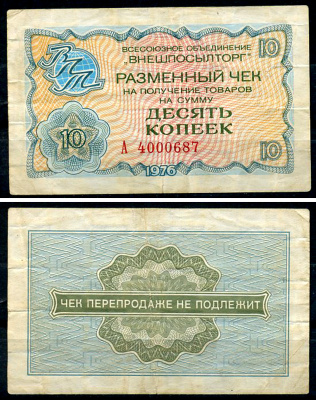 ВПТ
ВСЕСОЮЗНОЕ ОБЪЕДИНЕНИЕ
"ВНЕШПОСЫЛТОРГ"
10
РАЗМЕННЫЙ ЧЕК
НА ПОЛУЧЕНИЕ ТОВАРОВ
НА СУММУ
ДЕСЯТЬ
КОПЕЕК
10
А 4000687
10
1976
ЧЕК ПЕРЕПРОДАЖЕ НЕ ПОДЛЕЖИТ